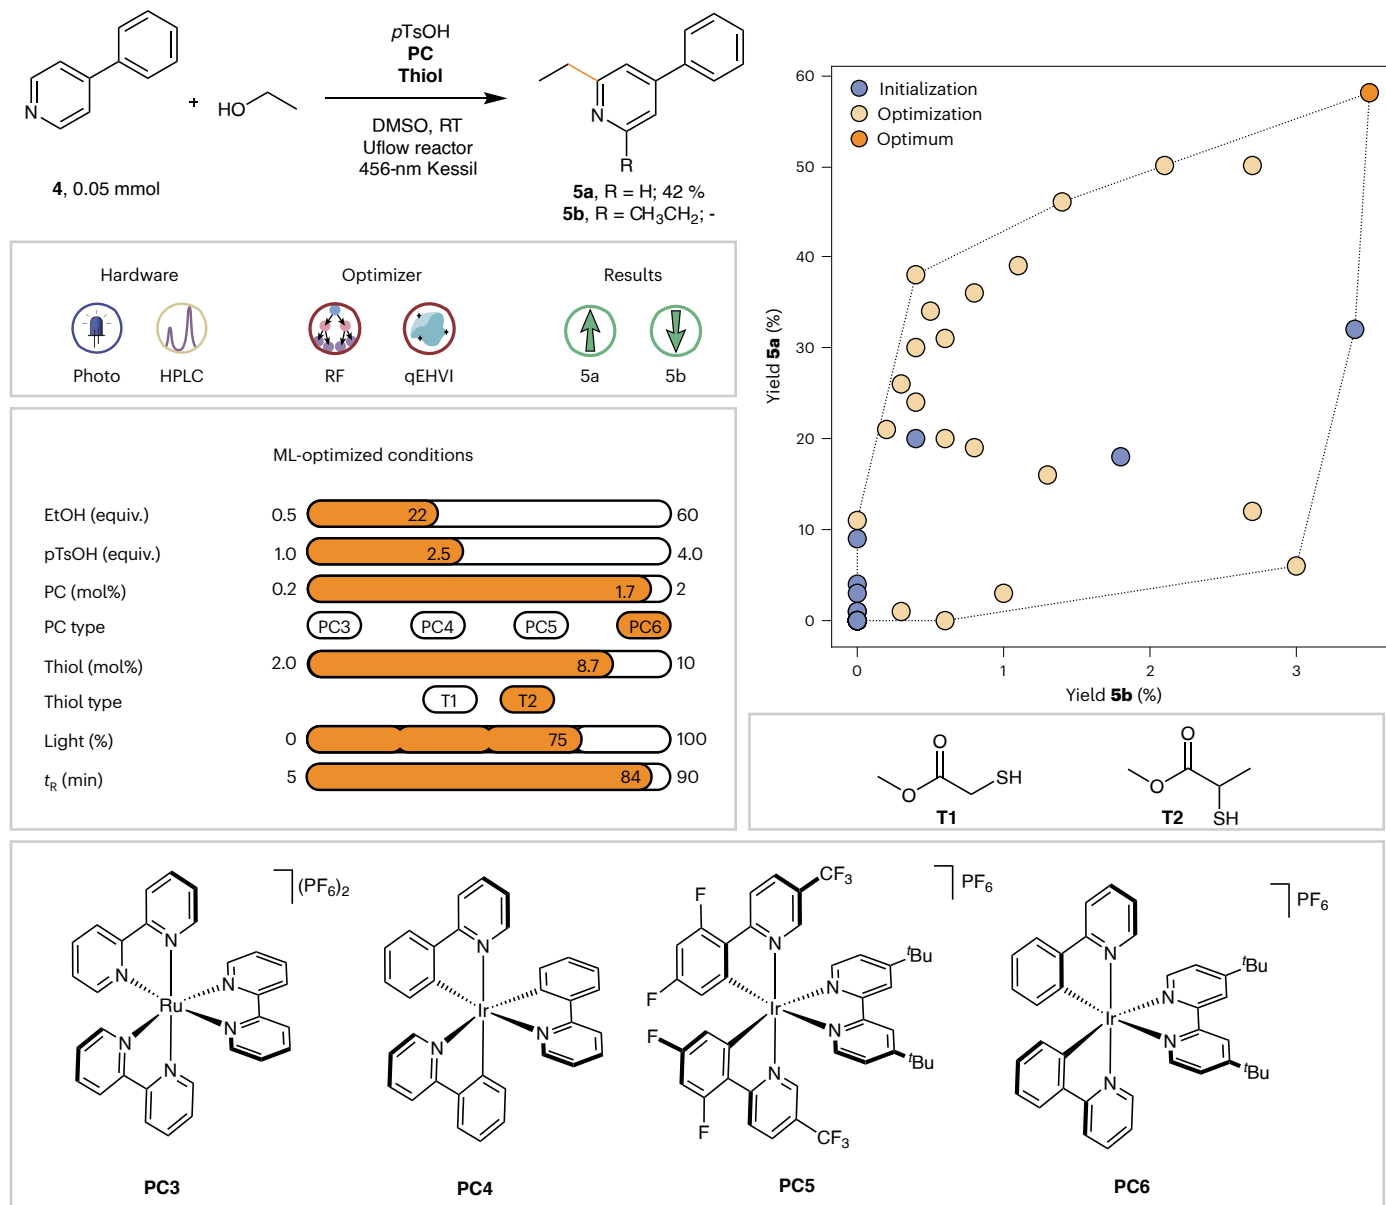 pTsOH
PC
Thiol
N
+
HO
DMSO, RT
Uflow reactor
456-nm Kessil
N
R
4, 0.05 mmol
5a, R = H; 42 %
5b, R = CH₃CH₂; -
Hardware
Optimizer
Results
Photo
HPLC
RF
qEHVI
5a
5b
ML-optimized conditions
EtOH (equiv.) 0.5 22 60
pTsOH (equiv.) 1.0 2.5 4.0
PC (mol%) 0.2 1.7 2
PC type PC3 PC4 PC5 PC6
Thiol (mol%) 2.0 8.7 10
Thiol type T1 T2
Light (%) 0 75 100
tR (min) 5 84 90
Initialization
Optimization
Optimum
60
50
40
30
20
10
0
Yield 5a (%)
0 1 2 3
Yield 5b (%)
O
O
SH
T1
O
O
SH
T2
(PF₆)₂
N
N
N
Ru
N
N
N
PC3
N
Ir
N
N
PC4
PF₆
CF₃
F
N
F
ᵗBu
N
Ir
N
F
ᵗBu
N
F
CF₃
PC5
PF₆
N
ᵗBu
N
Ir
N
ᵗBu
N
PC6